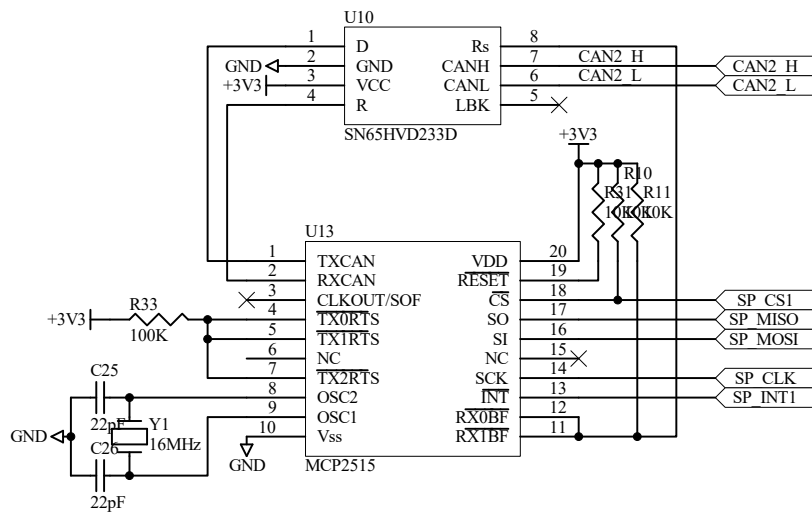 U10
1 D Rs 8
GND 2 GND CANH 7 CAN2_H CAN2_H
+3V3 3 VCC CANL 6 CAN2_L CAN2_L
4 R LBK 5
SN65HVD233D
+3V3
R10
R31 R11
10K 10K 10K
U13
1 TXCAN VDD 20
2 RXCAN RESET 19
3 CLKOUT/SOF CS 18 SP_CS1
+3V3 R33 4 TX0RTS SO 17 SP_MISO
100K 5 TX1RTS SI 16 SP_MOSI
6 NC NC 15
7 TX2RTS SCK 14 SP_CLK
C25 8 OSC2 INT 13 SP_INT1
22pF Y1 9 OSC1 RX0BF 12
GND 16MHz 10 Vss RX1BF 11
C26 GND
22pF
MCP2515